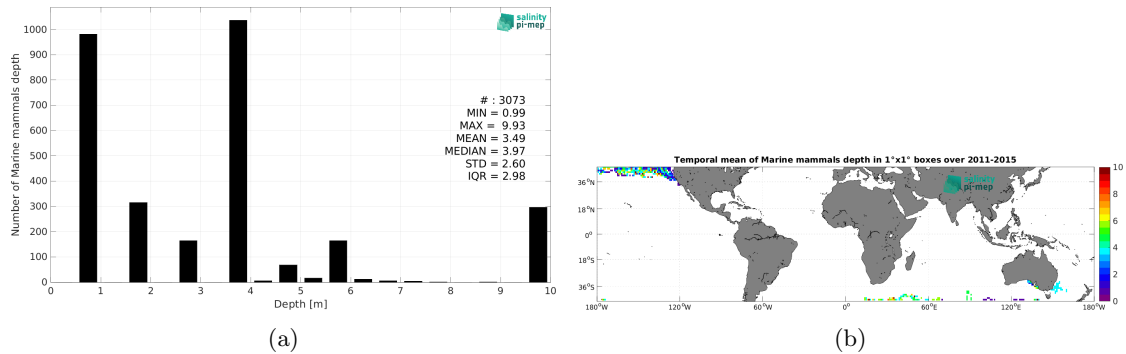 1000
900
800
700
600
500
400
300
200
100
0
Number of Marine mammals depth
salinity
pi-mep
# : 3073
MIN = 0.99
MAX = 9.93
MEAN = 3.49
MEDIAN = 3.97
STD = 2.60
IQR = 2.98
0 1 2 3 4 5 6 7 8 9 10
Depth [m]
(a)
Temporal mean of Marine mammals depth in 1°x1° boxes over 2011-2015
salinity
pi-mep
36°N
18°N
0°
18°S
36°S
180°W 120°W 60°W 0° 60°E 120°E 180°W
10
8
6
4
2
0
(b)